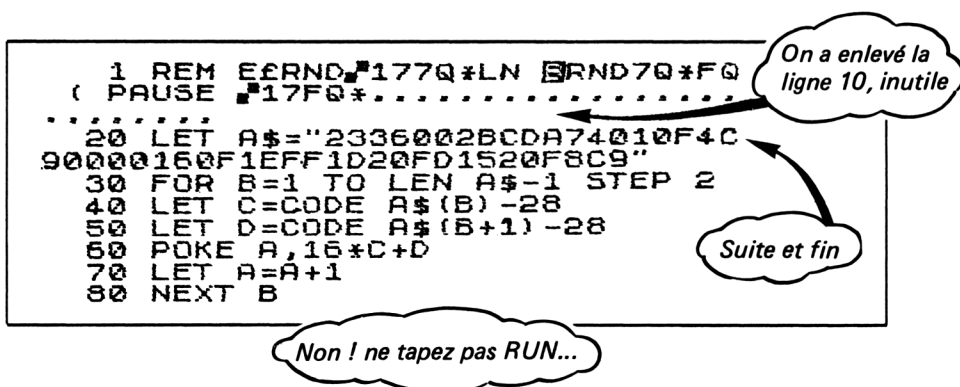 1 REM E£RND▞"177Q*LN SRND7Q*FQ
( PAUSE ▞"17FQ*..................
........
20 LET A$="2336002BCDA74010F4C
90000160F1EFF1D20FD1520F8C9"
30 FOR B=1 TO LEN A$-1 STEP 2
40 LET C=CODE A$(B)-28
50 LET D=CODE A$(B+1)-28
60 POKE A,16*C+D
70 LET A=A+1
80 NEXT B
On a enlevé la
ligne 10, inutile
Suite et fin
Non ! ne tapez pas RUN...